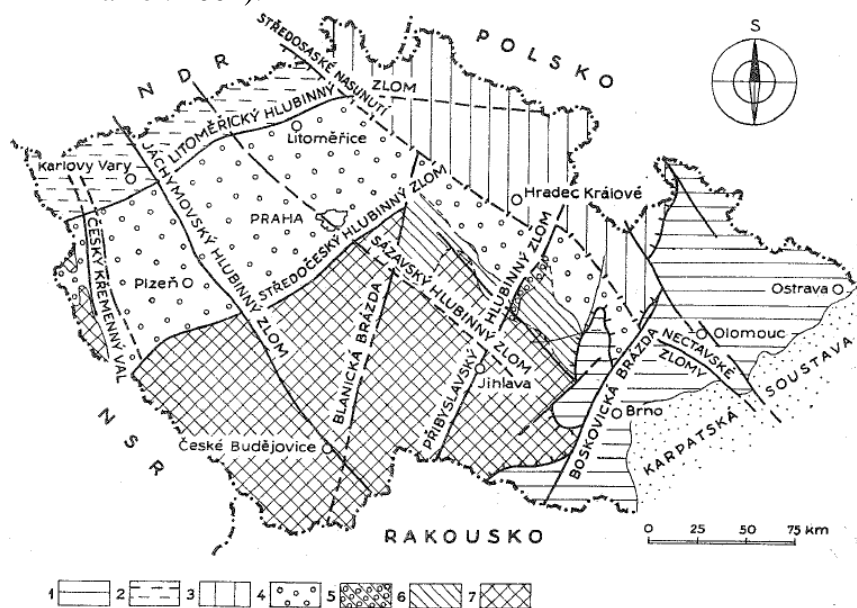 S
POLSKO
NDR
STŘEDOSASKÉ NASUNUTÍ
LITOMĚŘICKÝ HLUBINNÝ ZLOM
Litoměřice
JÁCHYMOVSKÝ HLUBINNÝ ZLOM
Karlovy Vary
Hradec Králové
PRAHA
STŘEDOČESKÝ HLUBINNÝ ZLOM
ČESKÝ KŘEMENNÝ VAL
Plzeň
SÁZAVSKÝ HLUBINNÝ ZLOM
PŘIBYSLAVSKÝ HLUBINNÝ ZLOM
Ostrava
Olomouc
NECTAVSKÉ
ZLOMY
BLANICKÁ BRÁZDA
Jihlava
BOSKOVICKÁ BRÁZDA
Brno
KARPATSKÁ SOUSTAVA
NSR
České Budějovice
RAKOUSKO
0 25 50 75 km
1 2 3 4 5 6 7